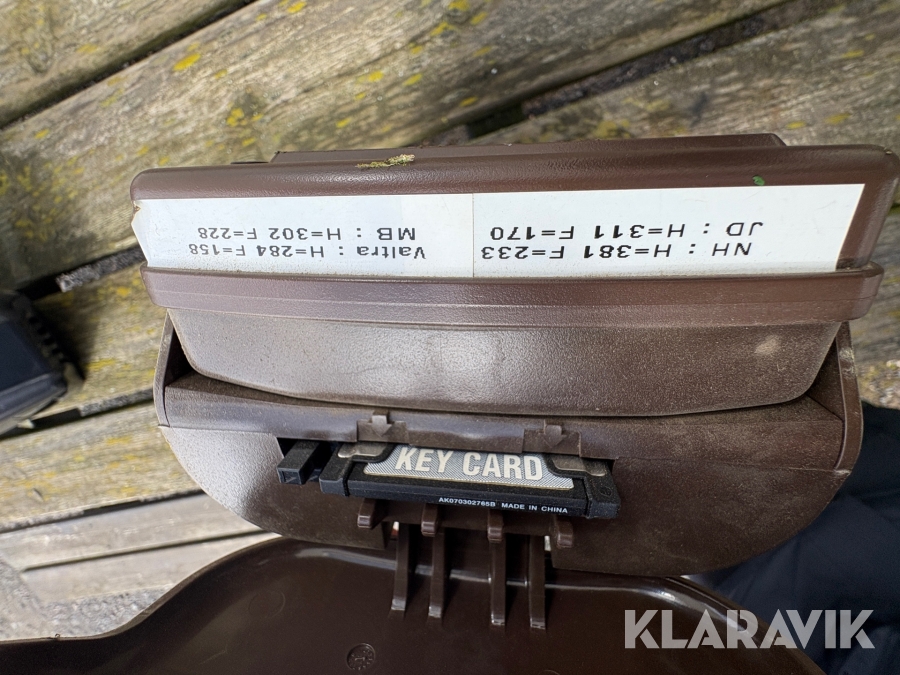 NH : H=381 F=233
JD : H=311 F=170
Valtra : H=284 F=158
MB : H=302 F=228
KEY CARD
AK070302765B MADE IN CHINA
KLARAVIK